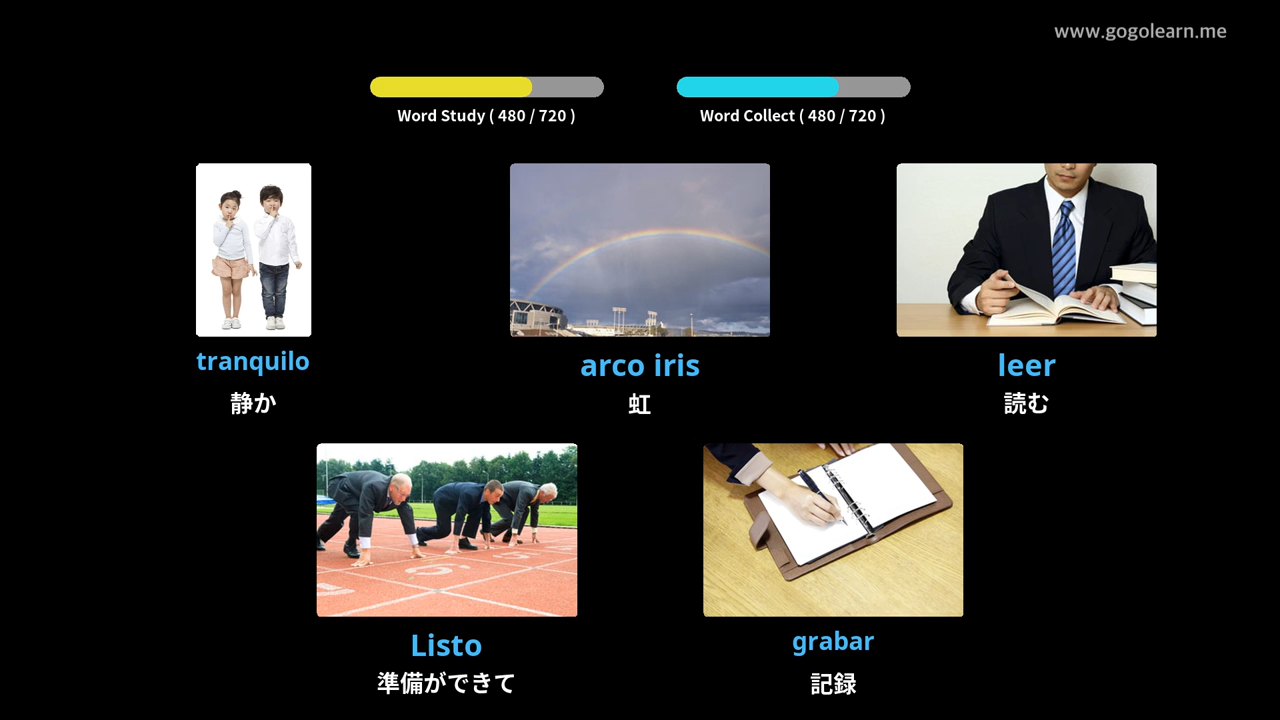 www.gogolearn.me
Word Study ( 480 / 720 )
Word Collect ( 480 / 720 )
tranquilo
静か
arco iris
虹
leer
読む
Listo
準備ができて
grabar
記録